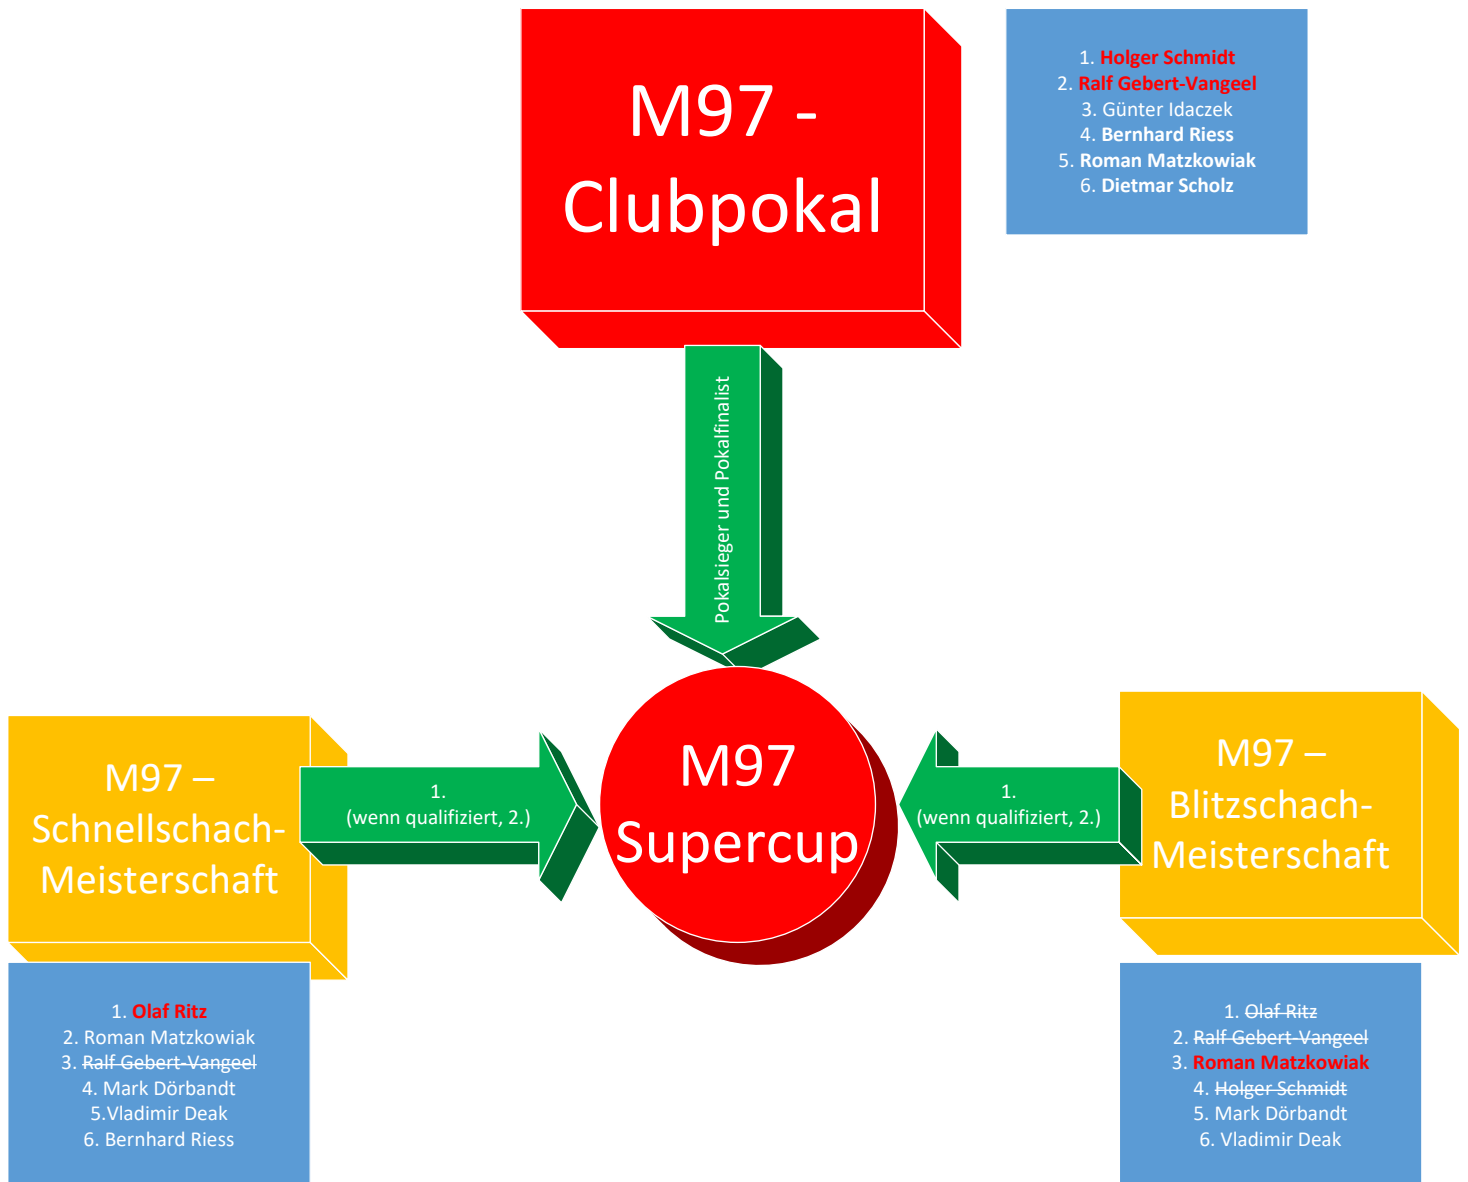 M97 -
Clubpokal
1. Holger Schmidt
2. Ralf Gebert-Vangeel
3. Günter Idaczek
4. Bernhard Riess
5. Roman Matzkowiak
6. Dietmar Scholz
Pokalsieger und Pokalfinalist
M97 –
Schnellschach-
Meisterschaft
1.
(wenn qualifiziert, 2.)
M97
Supercup
1.
(wenn qualifiziert, 2.)
M97 –
Blitzschach-
Meisterschaft
1. Olaf Ritz
2. Roman Matzkowiak
3. Ralf Gebert-Vangeel
4. Mark Dörbandt
5.Vladimir Deak
6. Bernhard Riess
1. Olaf Ritz
2. Ralf Gebert-Vangeel
3. Roman Matzkowiak
4. Holger Schmidt
5. Mark Dörbandt
6. Vladimir Deak